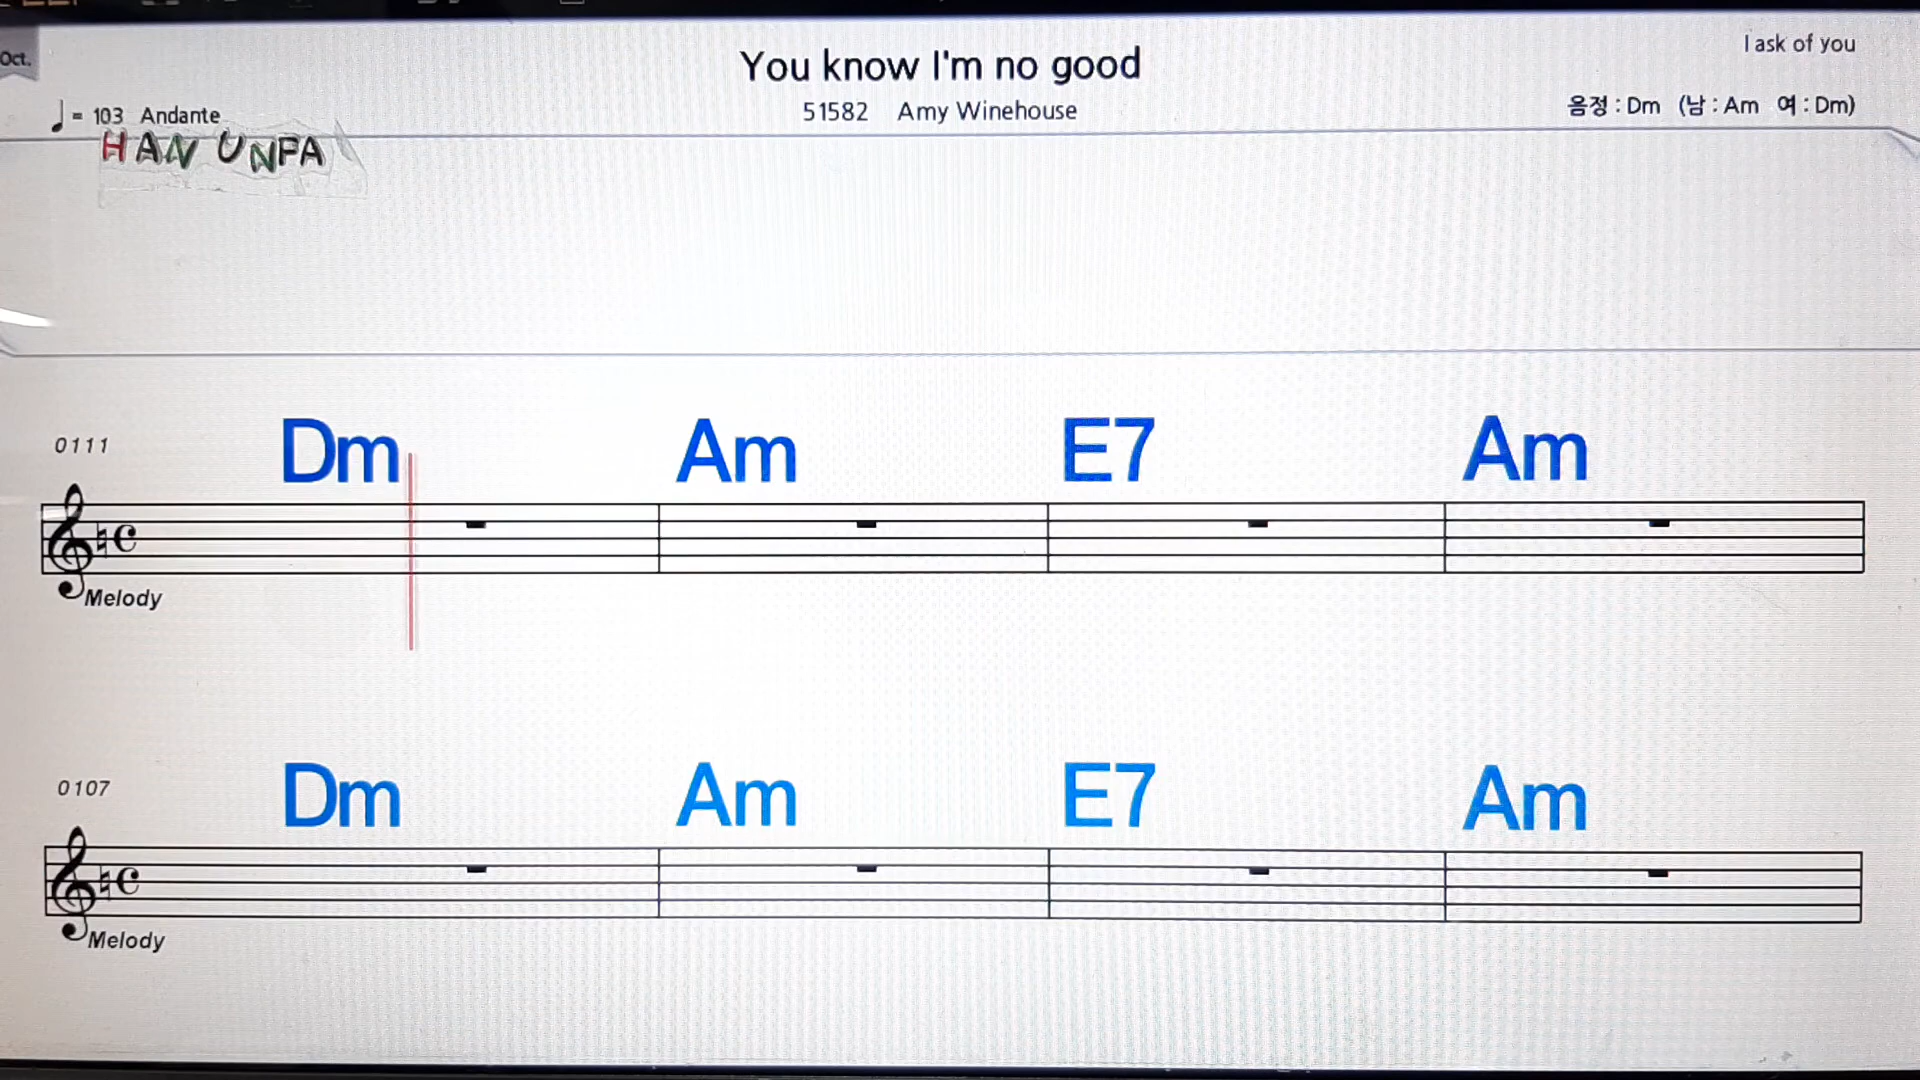 Oct.
You know I'm no good
I ask of you
♩ = 103 Andante
51582 Amy Winehouse
음정 : Dm (남 : Am 여 : Dm)
HAN UNPA
0111
Dm Am E7 Am
Melody
0107
Dm Am E7 Am
Melody